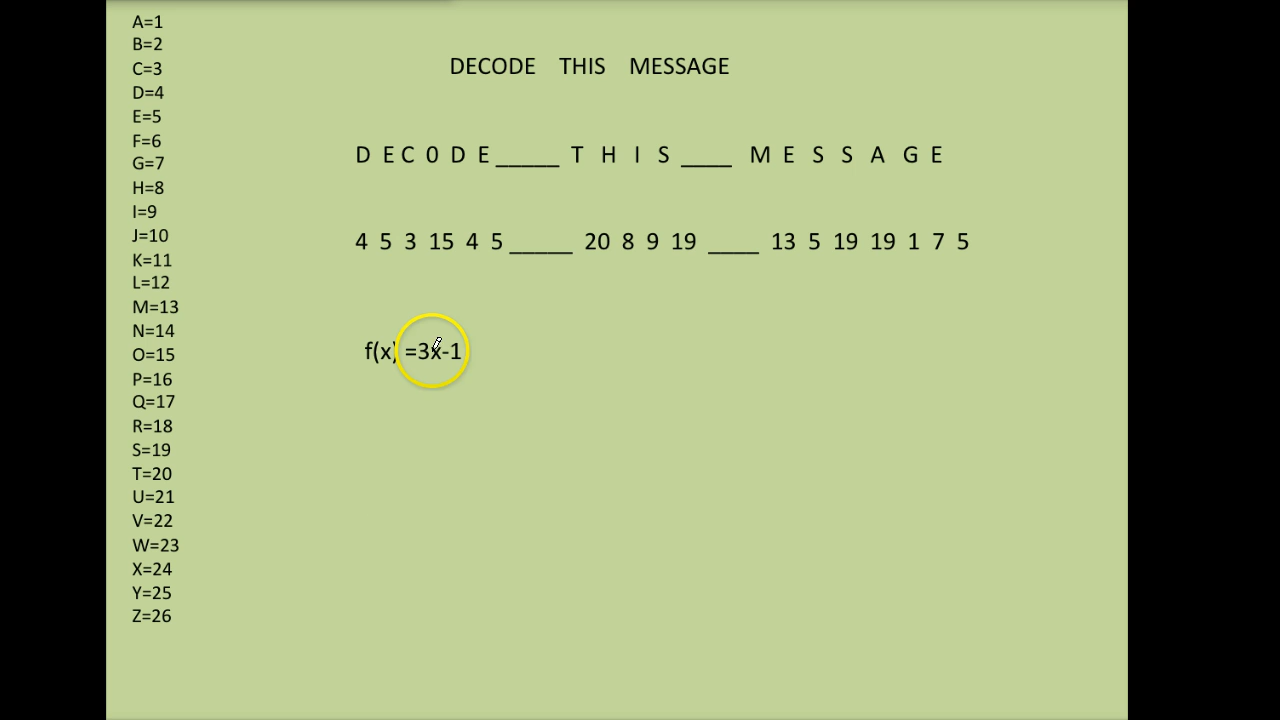 A=1
B=2
C=3
D=4
E=5
F=6
G=7
H=8
I=9
J=10
K=11
L=12
M=13
N=14
O=15
P=16
Q=17
R=18
S=19
T=20
U=21
V=22
W=23
X=24
Y=25
Z=26
DECODE THIS MESSAGE
D E C 0 D E _____ T H I S ____ M E S S A G E
4 5 3 15 4 5 _____ 20 8 9 19 ____ 13 5 19 19 1 7 5
f(x) =3x-1